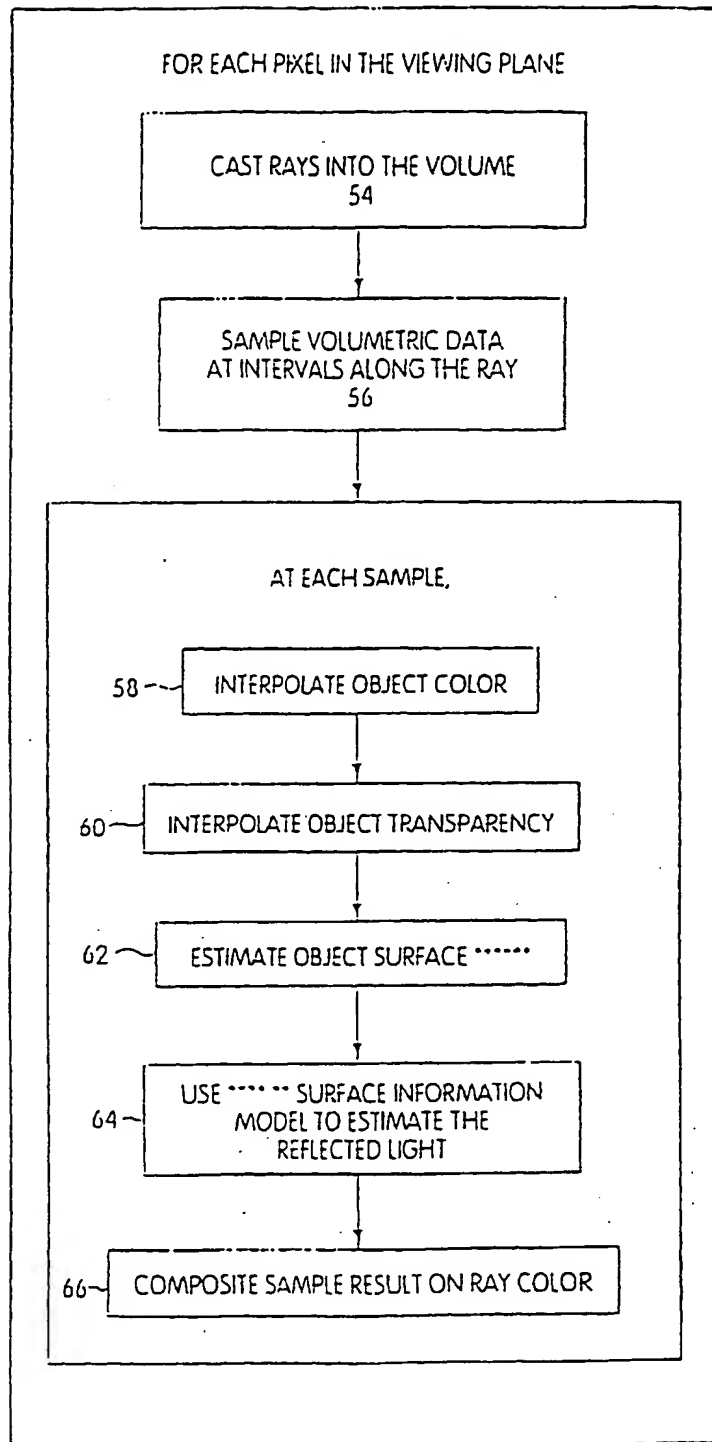 FOR EACH PIXEL IN THE VIEWING PLANE
CAST RAYS INTO THE VOLUME
54
SAMPLE VOLUMETRIC DATA
AT INTERVALS ALONG THE RAY
56
AT EACH SAMPLE,
58
INTERPOLATE OBJECT COLOR
60
INTERPOLATE OBJECT TRANSPARENCY
62
ESTIMATE OBJECT SURFACE ······
64
USE ······ SURFACE INFORMATION
MODEL TO ESTIMATE THE
REFLECTED LIGHT
66
COMPOSITE SAMPLE RESULT ON RAY COLOR